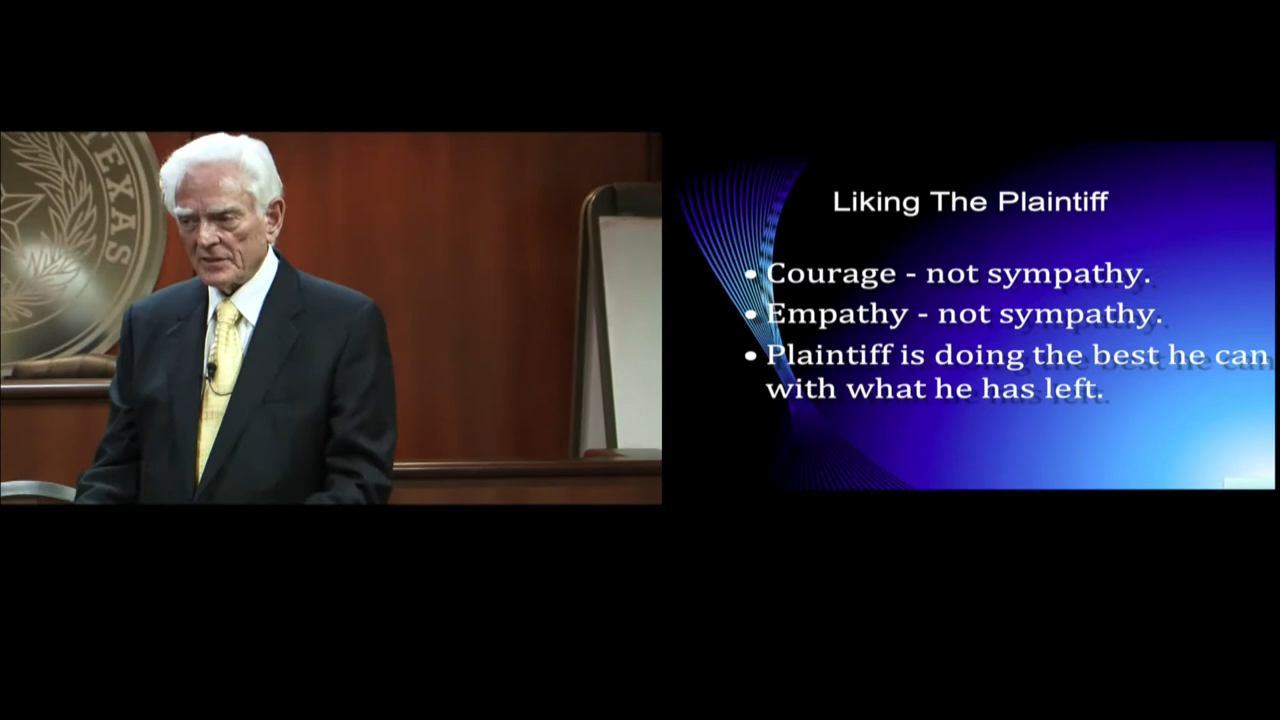 TEXAS
Liking The Plaintiff
• Courage - not sympathy.
• Empathy - not sympathy.
• Plaintiff is doing the best he can
with what he has left.